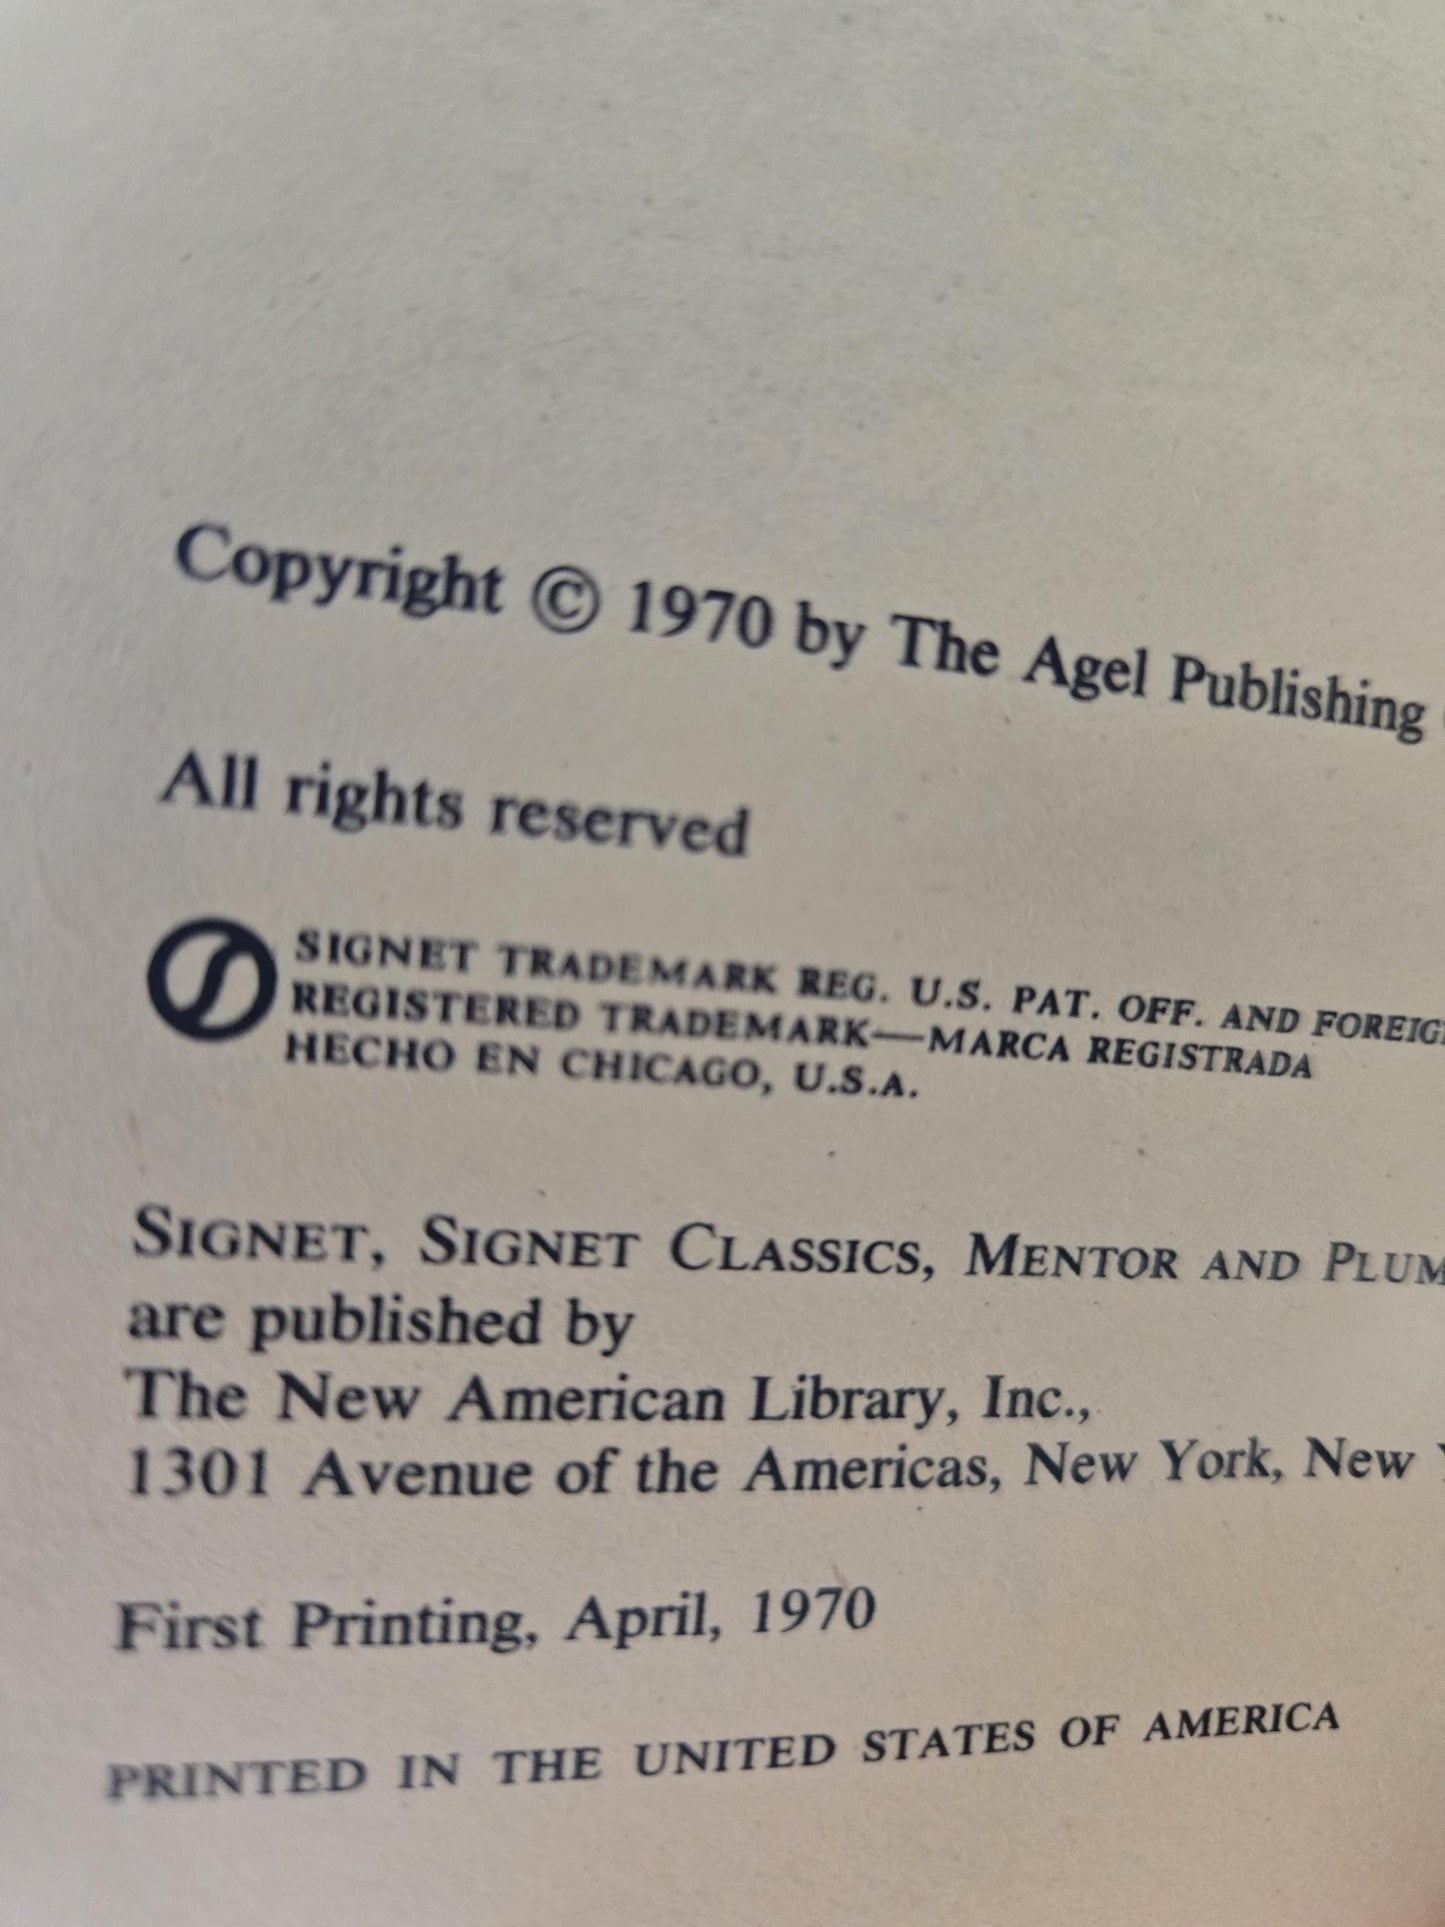 Copyright © 1970 by The Agel Publishing
All rights reserved
SIGNET TRADEMARK REG. U.S. PAT. OFF. AND
REGISTERED TRADEMARK—MARCA REGISTRADA
HECHO EN CHICAGO, U.S.A.
SIGNET, SIGNET CLASSICS, MENTOR AND PLUM
are published by
The New American Library, Inc.,
1301 Avenue of the Americas, New York, New
First Printing, April, 1970
PRINTED IN THE UNITED STATES OF AMERICA